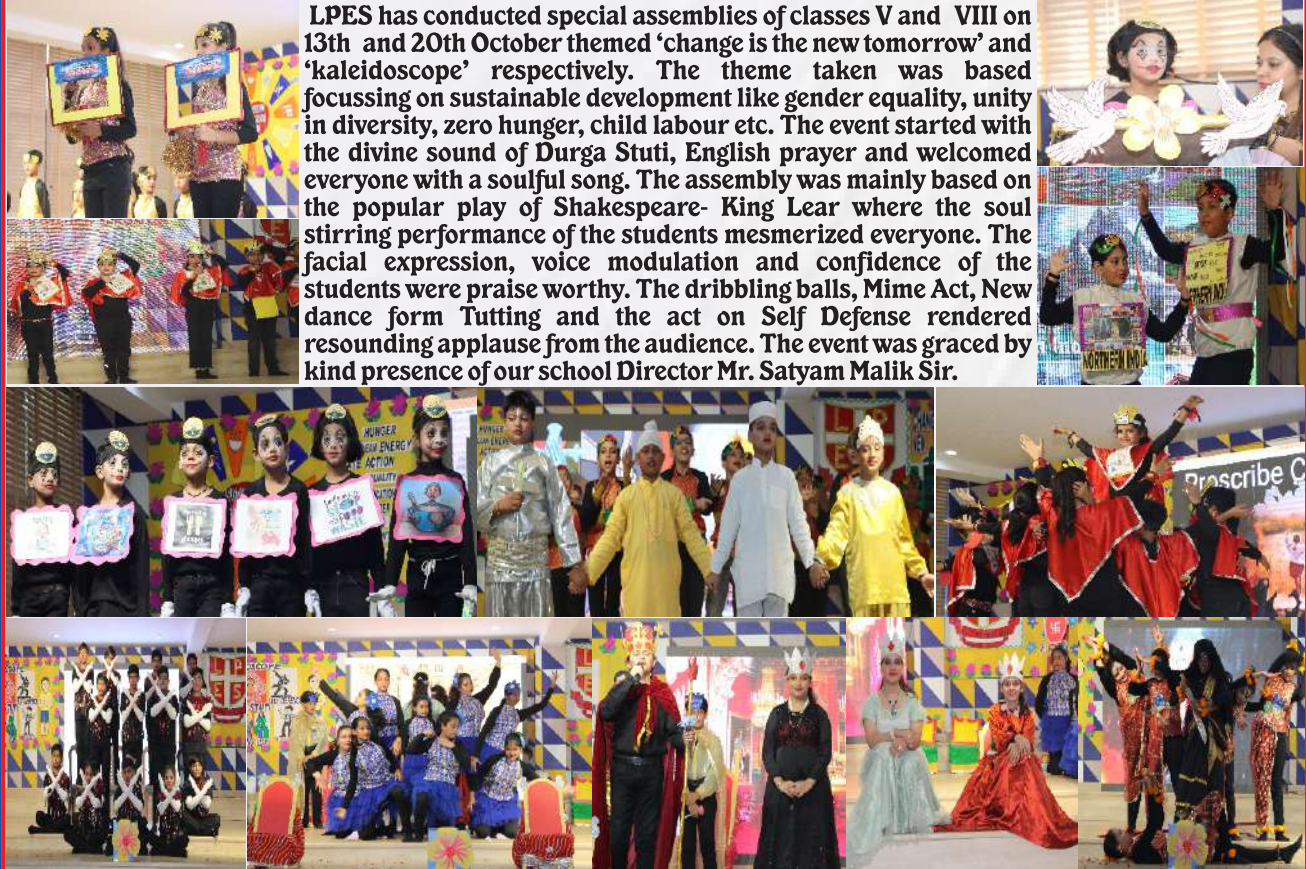 LPES has conducted special assemblies of classes V and VIII on
13th and 20th October themed ‘change is the new tomorrow’ and
‘kaleidoscope’ respectively. The theme taken was based
focussing on sustainable development like gender equality, unity
in diversity, zero hunger, child labour etc. The event started with
the divine sound of Durga Stuti, English prayer and welcomed
everyone with a soulful song. The assembly was mainly based on
the popular play of Shakespeare- King Lear where the soul
stirring performance of the students mesmerized everyone. The
facial expression, voice modulation and confidence of the
students were praise worthy. The dribbling balls, Mime Act, New
dance form Tutting and the act on Self Defense rendered
resounding applause from the audience. The event was graced by
kind presence of our school Director Mr. Satyam Malik Sir.
NORTHERN INDIA
HUNGER
ENERGY
ACTION
Proscribe C